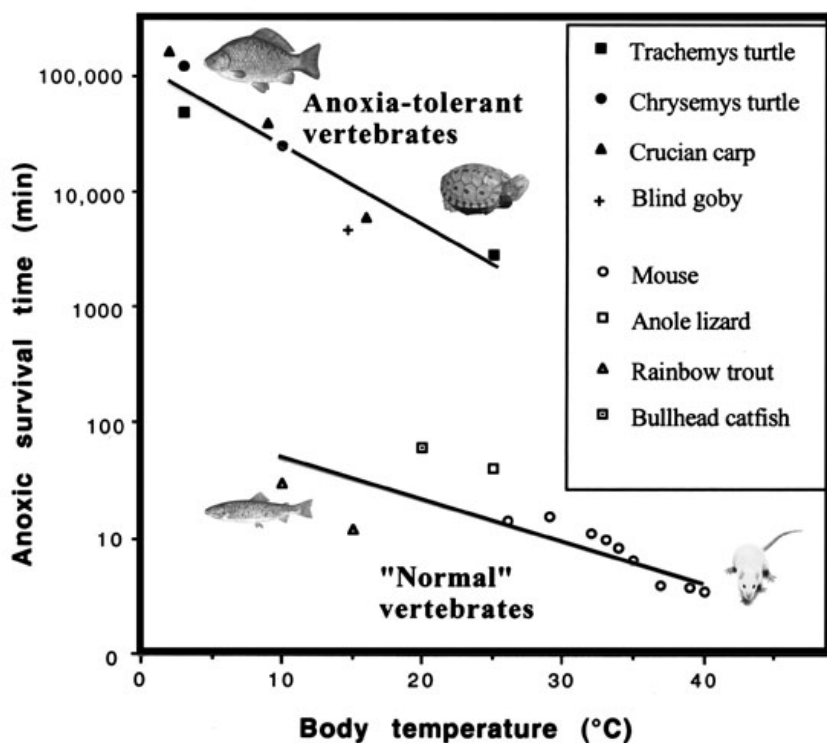 100,000
10,000
1000
100
10
0
Anoxic survival time (min)
0
10
20
30
40
Body temperature (°C)
Anoxia-tolerant
vertebrates
"Normal"
vertebrates
Trachemys turtle
Chrysemys turtle
Crucian carp
Blind goby
Mouse
Anole lizard
Rainbow trout
Bullhead catfish